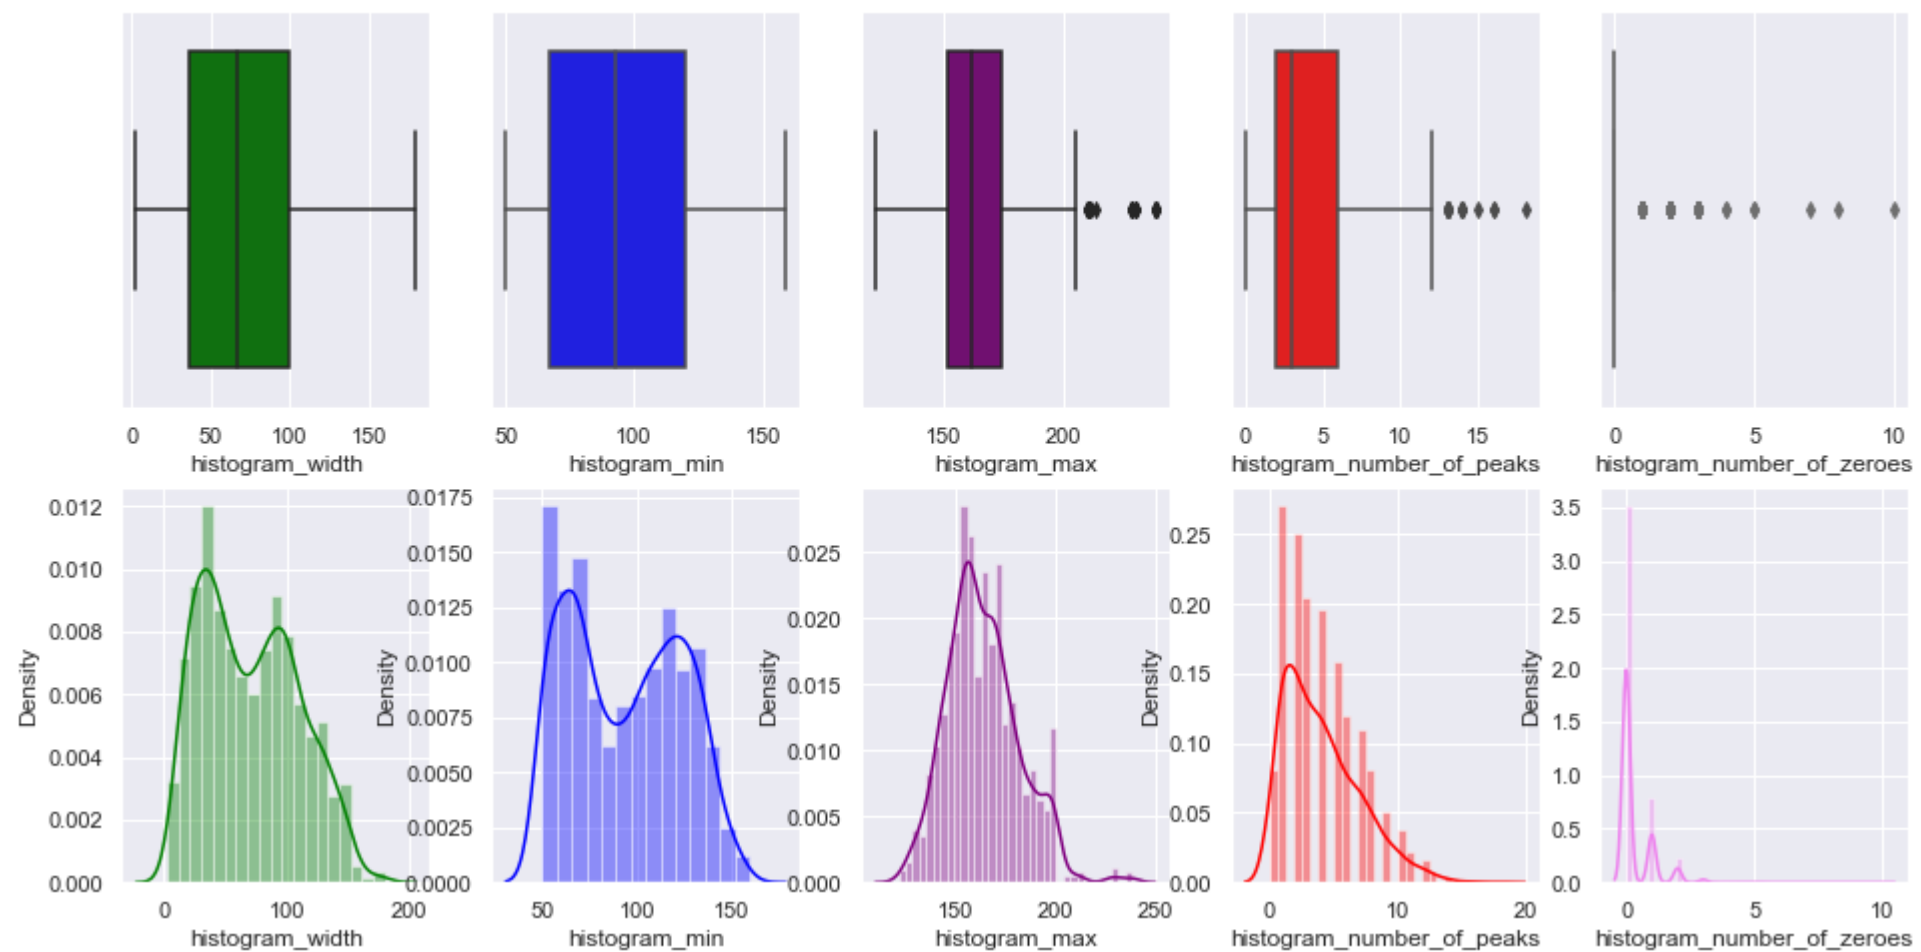 0 50 100 150
histogram_width
50 100 150
histogram_min
150 200
histogram_max
0 5 10 15
histogram_number_of_peaks
0 5 10
histogram_number_of_zeroes
Density
0.012
0.010
0.008
0.006
0.004
0.002
0.000
0 100 200
histogram_width
Density
0.0175
0.0150
0.0125
0.0100
0.0075
0.0050
0.0025
0.0000
50 100 150
histogram_min
Density
0.025
0.020
0.015
0.010
0.005
0.000
150 200 250
histogram_max
Density
0.25
0.20
0.15
0.10
0.05
0.00
0 10 20
histogram_number_of_peaks
Density
3.5
3.0
2.5
2.0
1.5
1.0
0.5
0.0
0 5 10
histogram_number_of_zeroes